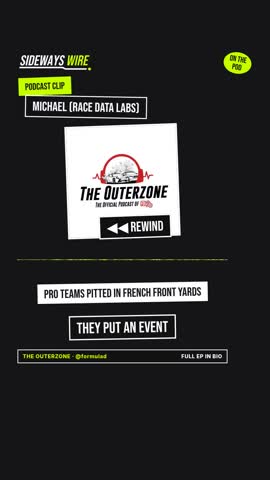 SIDEWAYS WIRE.
ON THE
POD
PODCAST CLIP
MICHAEL (RACE DATA LABS)
THE OUTERZONE
THE OFFICIAL PODCAST OF
REWIND
PRO TEAMS PITTED IN FRENCH FRONT YARDS
THEY PUT AN EVENT
THE OUTERZONE · @formulad
FULL EP IN BIO